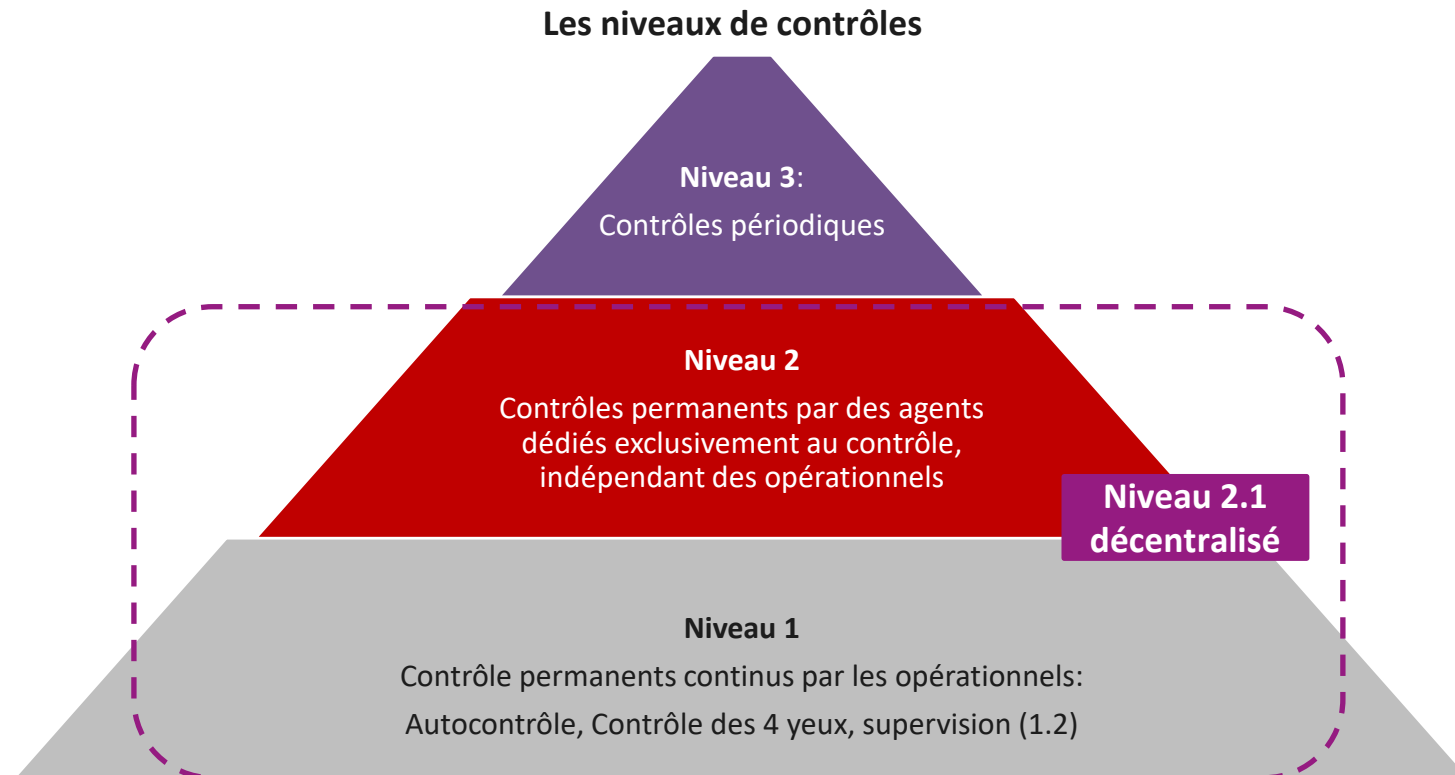 Les niveaux de contrôles
Niveau 3:
Contrôles périodiques
Niveau 2
Contrôles permanents par des agents
dédiés exclusivement au contrôle,
indépendant des opérationnels
Niveau 2.1
décentralisé
Niveau 1
Contrôle permanents continus par les opérationnels:
Autocontrôle, Contrôle des 4 yeux, supervision (1.2)